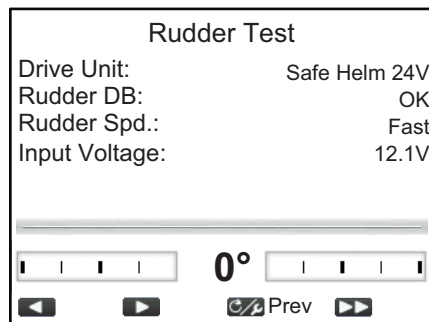 Rudder Test
Drive Unit: Safe Helm 24V
Rudder DB: OK
Rudder Spd.: Fast
Input Voltage: 12.1V
0°
Prev